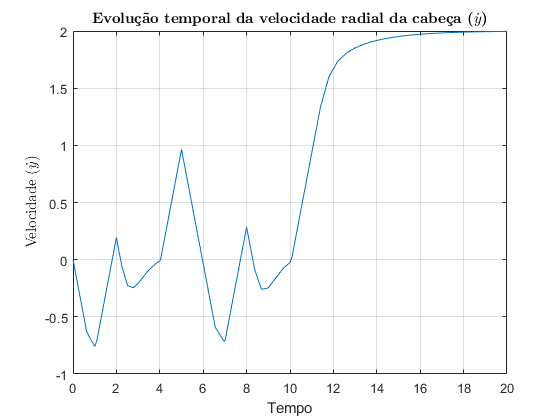 Evolução temporal da velocidade radial da cabeça (ẏ)
Velocidade (ẏ)
2
1.5
1
0.5
0
-0.5
-1
0 2 4 6 8 10 12 14 16 18 20
Tempo